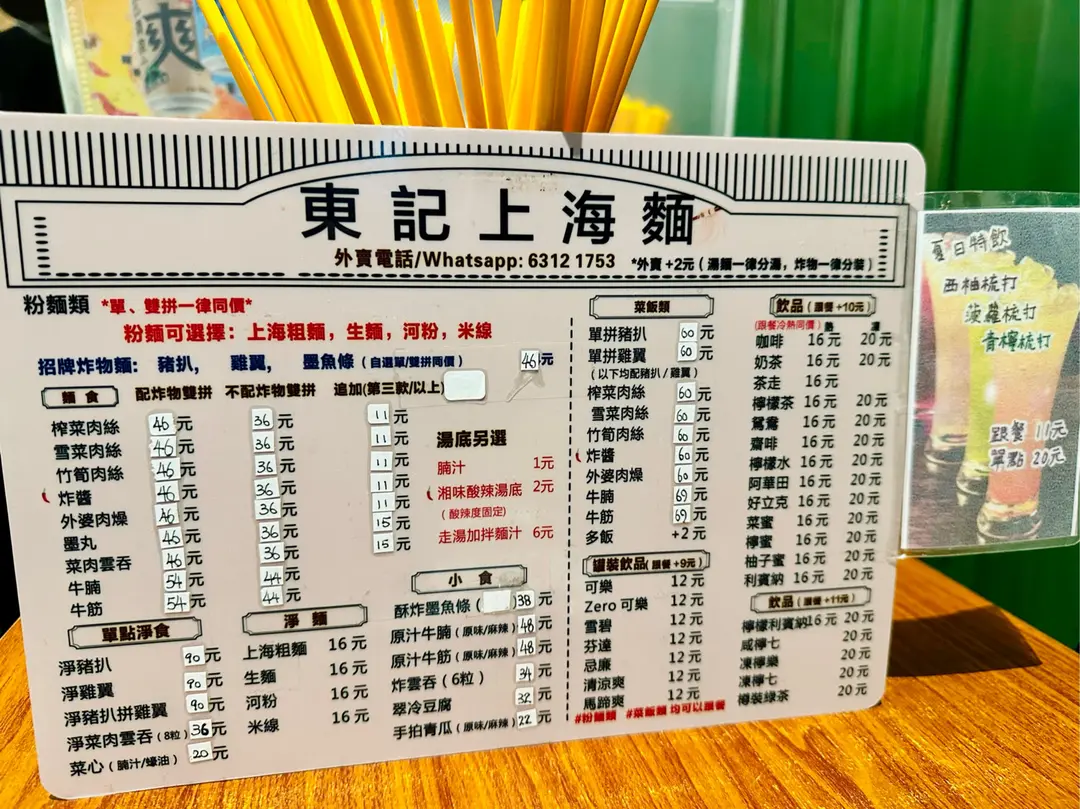 爽
東記上海麵
外賣電話/Whatsapp: 6312 1753 *外賣 +2元 (湯麵一律分湯，炸物一律分裝)
粉麵類 *單、雙拼一律同價*
粉麵可選擇：上海粗麵，生麵，河粉，米線
招牌炸物麵：豬扒，雞翼，墨魚條 (自選單/雙拼同價) 46元
麵食 配炸物雙拼 不配炸物雙拼 追加(第三款/以上)
榨菜肉絲 46元 36元 11元
雪菜肉絲 46元 36元 11元
竹筍肉絲 46元 36元 11元
炸醬 46元 36元 11元
外婆肉燥 46元 36元 11元
墨丸 46元 36元 15元
菜肉雲吞 46元 36元 15元
牛腩 54元 44元
牛筋 54元 44元
湯底另選
腩汁 1元
湘味酸辣湯底 2元
(酸辣度固定)
走湯加拌麵汁 6元
單點淨食
淨豬扒 90元
淨雞翼 90元
淨豬扒拼雞翼 90元
淨菜肉雲吞 (8粒) 36元
菜心 (腩汁/蠔油) 20元
淨麵
上海粗麵 16元
生麵 16元
河粉 16元
米線 16元
小食
酥炸墨魚條 ( ) 38元
原汁牛腩 (原味/麻辣) 48元
原汁牛筋 (原味/麻辣) 48元
炸雲吞 (6粒) 34元
翠冷豆腐 32元
手拍青瓜 (原味/麻辣) 22元
菜飯類
單拼豬扒 60元
單拼雞翼 60元
(以下均配豬扒/雞翼)
榨菜肉絲 60元
雪菜肉絲 60元
竹筍肉絲 60元
炸醬 60元
外婆肉燥 60元
牛腩 69元
牛筋 69元
多飯 +2元
罐裝飲品(跟餐 +9元)
可樂 12元
Zero 可樂 12元
雪碧 12元
芬達 12元
忌廉 12元
清涼爽 12元
馬蹄爽 12元
#粉麵類 #菜飯類 均可以跟餐
飲品 (跟餐 +10元)
(跟餐冷熱同價) 熱 凍
咖啡 16元 20元
奶茶 16元 20元
茶走 16元
檸檬茶 16元 20元
鴛鴦 16元 20元
齋啡 16元 20元
檸檬水 16元 20元
阿華田 16元 20元
好立克 16元 20元
菜蜜 16元 20元
檸蜜 16元 20元
柚子蜜 16元 20元
利賓納 16元 20元
飲品 (跟餐 +11元)
檸檬利賓納 16元 20元
咸檸七 20元
凍檸樂 20元
凍檸七 20元
樽裝綠茶 20元
夏日特飲
西柚梳打
菠蘿梳打
青檸梳打
跟餐 11元
單點 20元